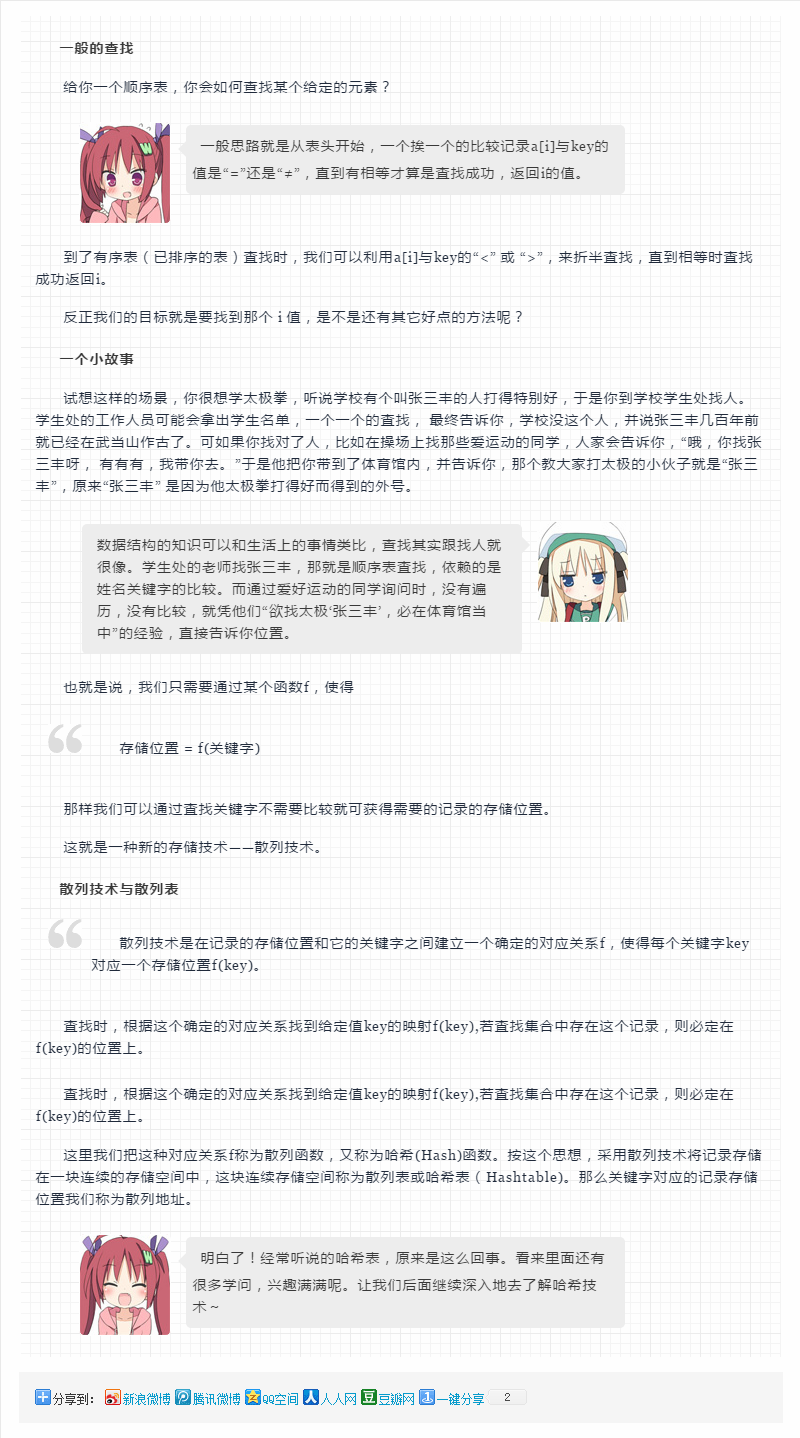 一般的查找
给你一个顺序表，你会如何查找某个给定的元素？
一般思路就是从表头开始，一个挨一个的比较记录a[i]与key的
值是“=”还是“≠”，直到有相等才算是查找成功，返回i的值。
到了有序表（已排序的表）查找时，我们可以利用a[i]与key的“<” 或 “>”，来折半查找，直到相等时查找
成功返回i。
反正我们的目标就是要找到那个 i 值，是不是还有其它好点的方法呢？
一个小故事
试想这样的场景，你很想学太极拳，听说学校有个叫张三丰的人打得特别好，于是你到学校学生处找人。
学生处的工作人员可能会拿出学生名单，一个一个的查找， 最终告诉你，学校没这个人，并说张三丰几百年前
就已经在武当山作古了。可如果你找对了人，比如在操场上找那些爱运动的同学，人家会告诉你，“哦，你找张
三丰呀， 有有有，我带你去。”于是他把你带到了体育馆内，并告诉你，那个教大家打太极的小伙子就是“张三
丰”，原来“张三丰” 是因为他太极拳打得好而得到的外号。
数据结构的知识可以和生活上的事情类比，查找其实跟找人就
很像。学生处的老师找张三丰，那就是顺序表查找，依赖的是
姓名关键字的比较。而通过爱好运动的同学询问时，没有遍
历，没有比较，就凭他们“欲找太极‘张三丰’，必在体育馆当
中”的经验，直接告诉你位置。
也就是说，我们只需要通过某个函数f，使得
存储位置 = f(关键字)
那样我们可以通过查找关键字不需要比较就可获得需要的记录的存储位置。
这就是一种新的存储技术——散列技术。
散列技术与散列表
散列技术是在记录的存储位置和它的关键字之间建立一个确定的对应关系f，使得每个关键字key
对应一个存储位置f(key)。
查找时，根据这个确定的对应关系找到给定值key的映射f(key),若查找集合中存在这个记录，则必定在
f(key)的位置上。
查找时，根据这个确定的对应关系找到给定值key的映射f(key),若查找集合中存在这个记录，则必定在
f(key)的位置上。
这里我们把这种对应关系f称为散列函数，又称为哈希(Hash)函数。按这个思想，采用散列技术将记录存储
在一块连续的存储空间中，这块连续存储空间称为散列表或哈希表（ Hashtable)。那么关键字对应的记录存储
位置我们称为散列地址。
明白了！经常听说的哈希表，原来是这么回事。看来里面还有
很多学问，兴趣满满呢。让我们后面继续深入地去了解哈希技
术～
分享到： 新浪微博 腾讯微博 QQ空间 人人网 豆瓣网 一键分享 2